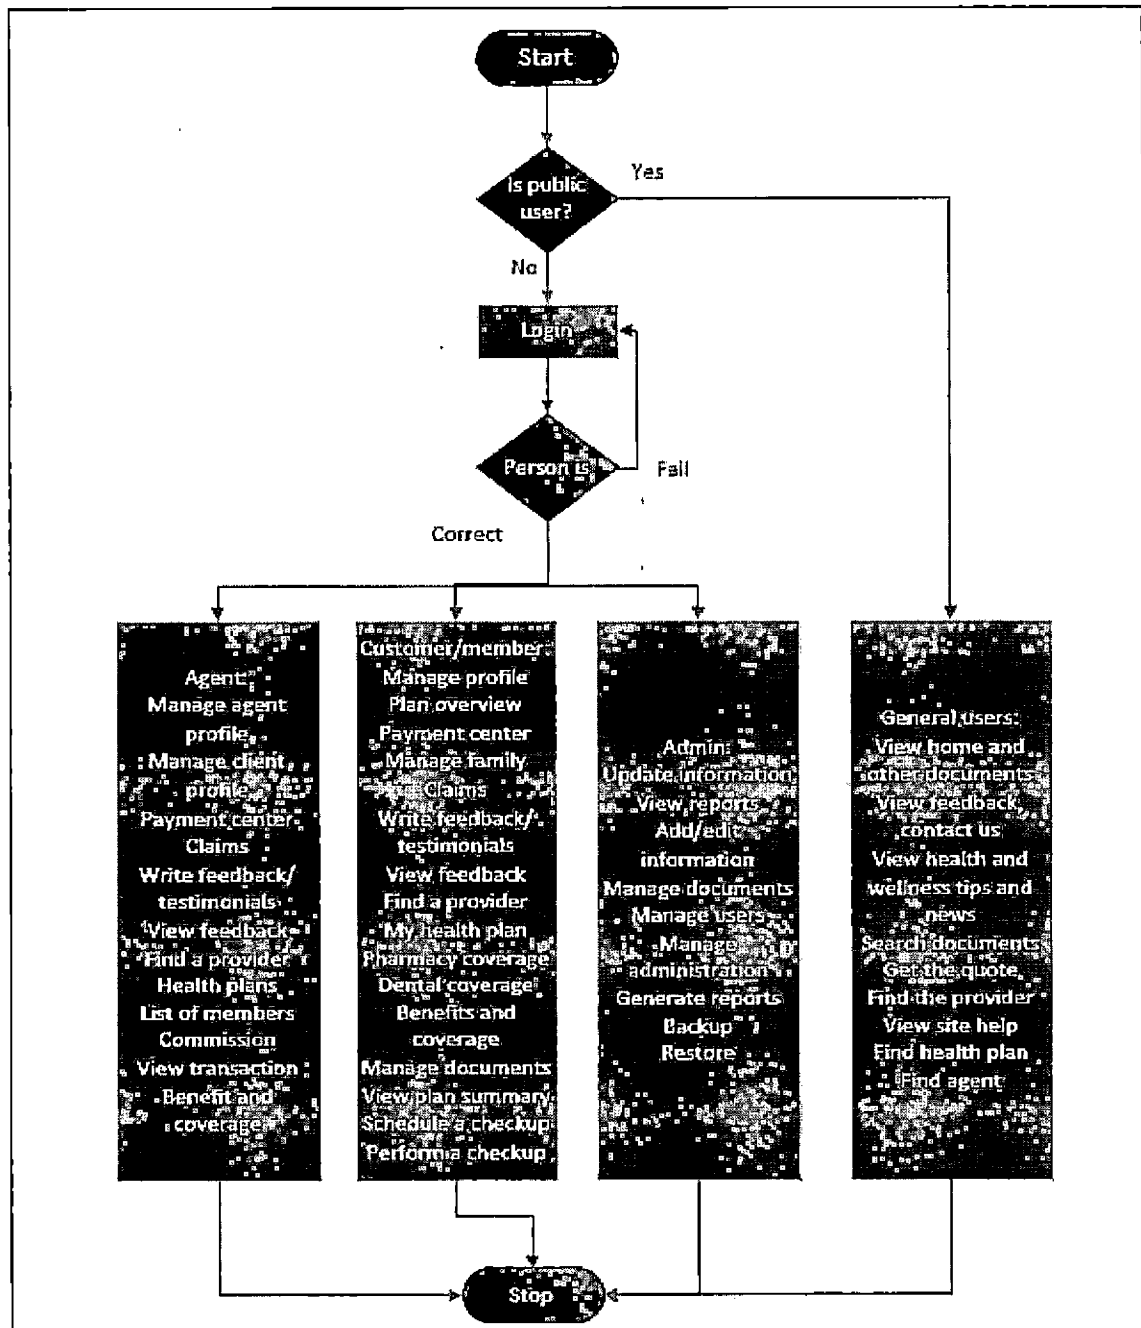 Start
Is public
user?
Yes
No
Login
Person is
Fail
Correct
Agent:
Manage agent
profile
Manage client
profile
Payment center
Claims
Write feedback/
testimonials
View feedback
Find a provider
Health plans
List of members
Commission
View transaction
Benefit and
coverage
Customer/member:
Manage profile
Plan overview
Payment center
Manage family
Claims
Write feedback/
testimonials
View feedback
Find a provider
My health plan
Pharmacy coverage
Dental coverage
Benefits and
coverage
Manage documents
View plan summary
Schedule a checkup
Perform a checkup
Admin:
Update information
View reports
Add/edit
information
Manage documents
Manage users
Manage
administration
Generate reports
Backup
Restore
General users:
View home and
other documents
View feedback,
contact us
View health and
wellness tips and
news
Search documents
Get the quote
Find the provider
View site help
Find health plan
Find agent
Stop